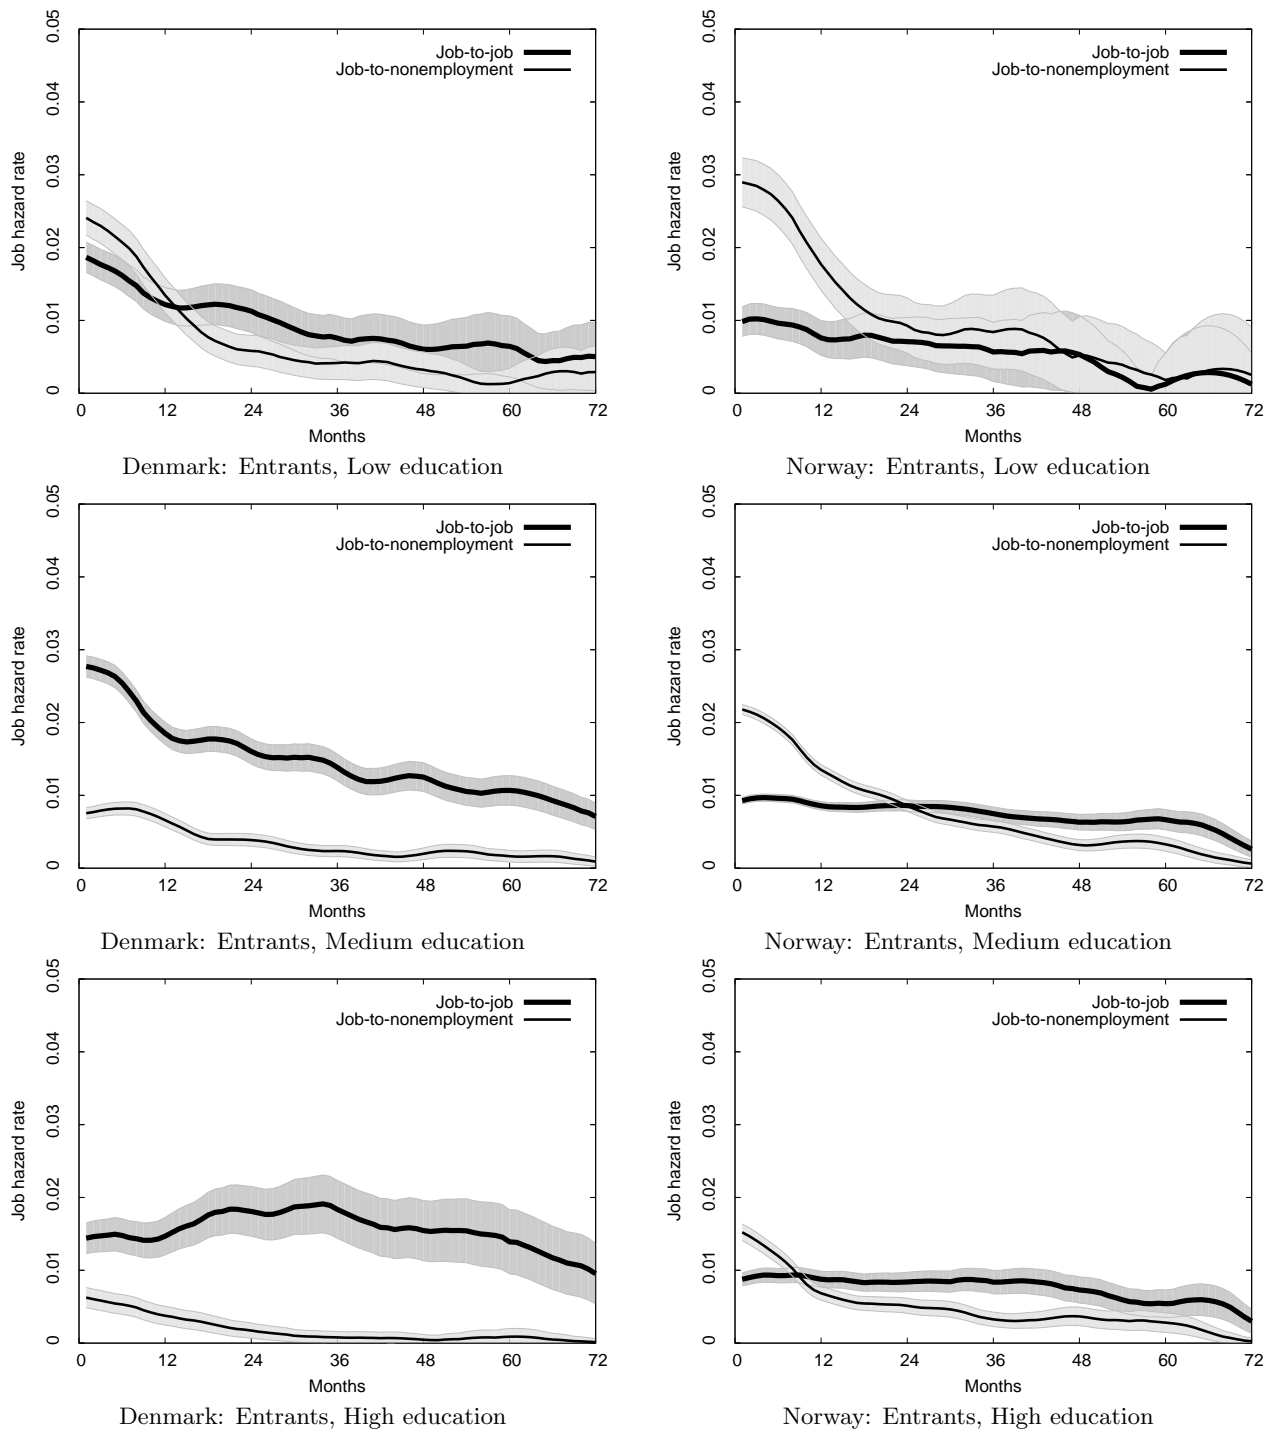 0.05
0.04
0.03
0.02
0.01
0
Job hazard rate
Job-to-job
Job-to-nonemployment
0 12 24 36 48 60 72
Months
Denmark: Entrants, Low education
0.05
0.04
0.03
0.02
0.01
0
Job hazard rate
Job-to-job
Job-to-nonemployment
0 12 24 36 48 60 72
Months
Norway: Entrants, Low education
0.05
0.04
0.03
0.02
0.01
0
Job hazard rate
Job-to-job
Job-to-nonemployment
0 12 24 36 48 60 72
Months
Denmark: Entrants, Medium education
0.05
0.04
0.03
0.02
0.01
0
Job hazard rate
Job-to-job
Job-to-nonemployment
0 12 24 36 48 60 72
Months
Norway: Entrants, Medium education
0.05
0.04
0.03
0.02
0.01
0
Job hazard rate
Job-to-job
Job-to-nonemployment
0 12 24 36 48 60 72
Months
Denmark: Entrants, High education
0.05
0.04
0.03
0.02
0.01
0
Job hazard rate
Job-to-job
Job-to-nonemployment
0 12 24 36 48 60 72
Months
Norway: Entrants, High education